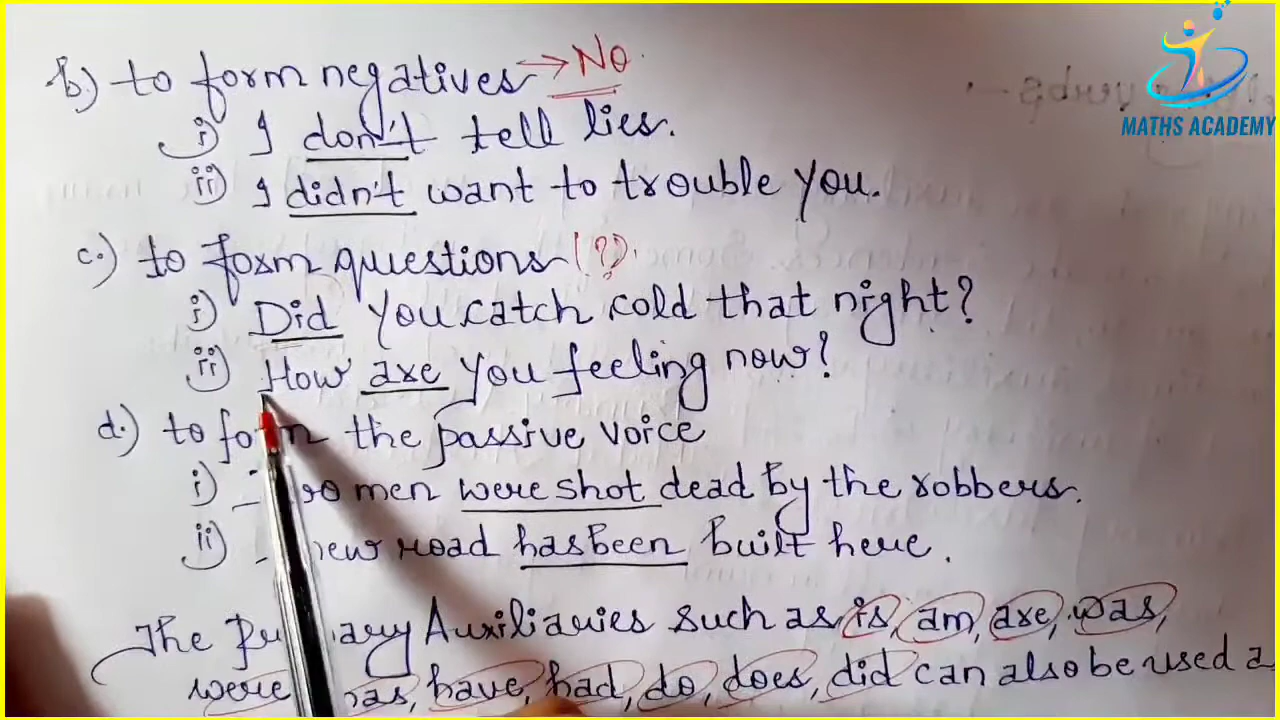 b.) to form negatives → No
i) I don't tell lies.
ii) I didn't want to trouble you.
c.) to form questions (?).
i) Did you catch cold that night?
ii) How are you feeling now?
d.) to form the passive voice
i) men were shot dead by the robbers.
ii) new road has been built here.
The Auxiliaries such as is, am, are, was,
were have, had, do, does, did can also be used
MATHS ACADEMY